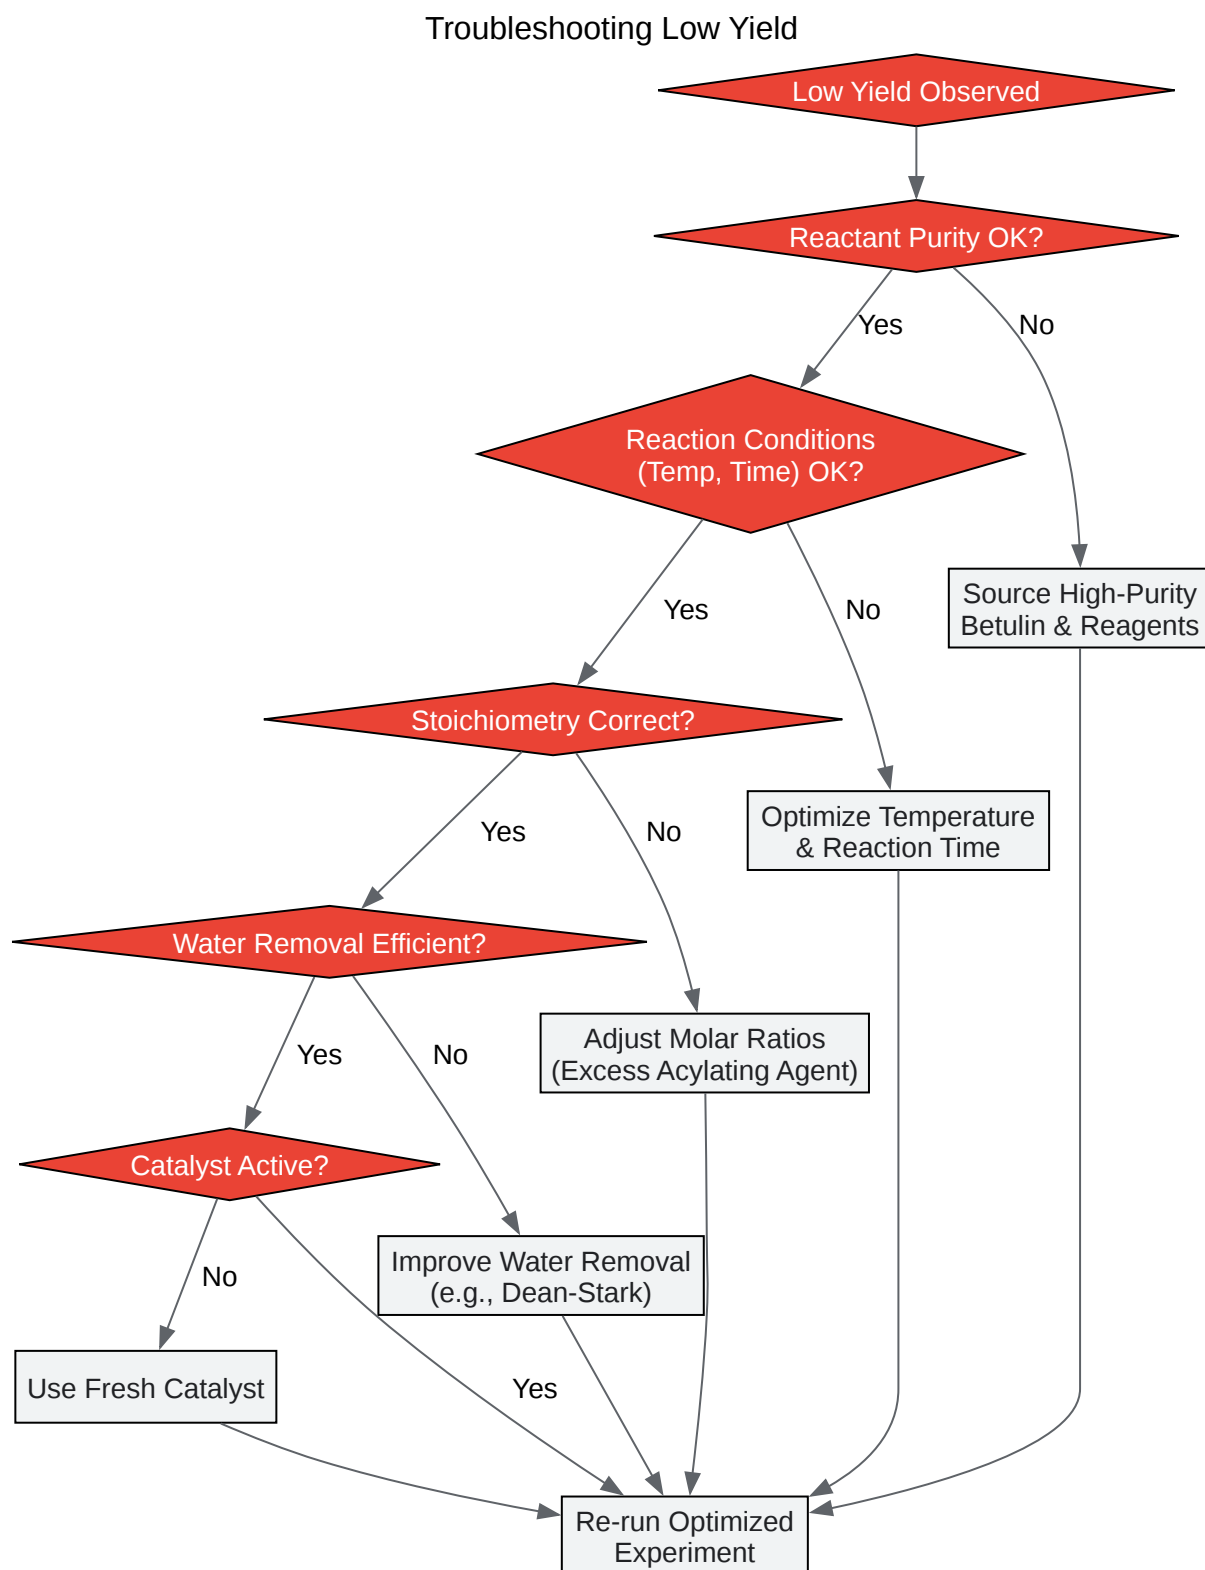 Troubleshooting Low Yield
Low Yield Observed
Reactant Purity OK?
Yes
No
Reaction Conditions
(Temp, Time) OK?
Source High-Purity
Betulin & Reagents
Yes
No
Stoichiometry Correct?
Optimize Temperature
& Reaction Time
Yes
No
Water Removal Efficient?
Adjust Molar Ratios
(Excess Acylating Agent)
Yes
No
Catalyst Active?
Improve Water Removal
(e.g., Dean-Stark)
No
Yes
Use Fresh Catalyst
Re-run Optimized
Experiment